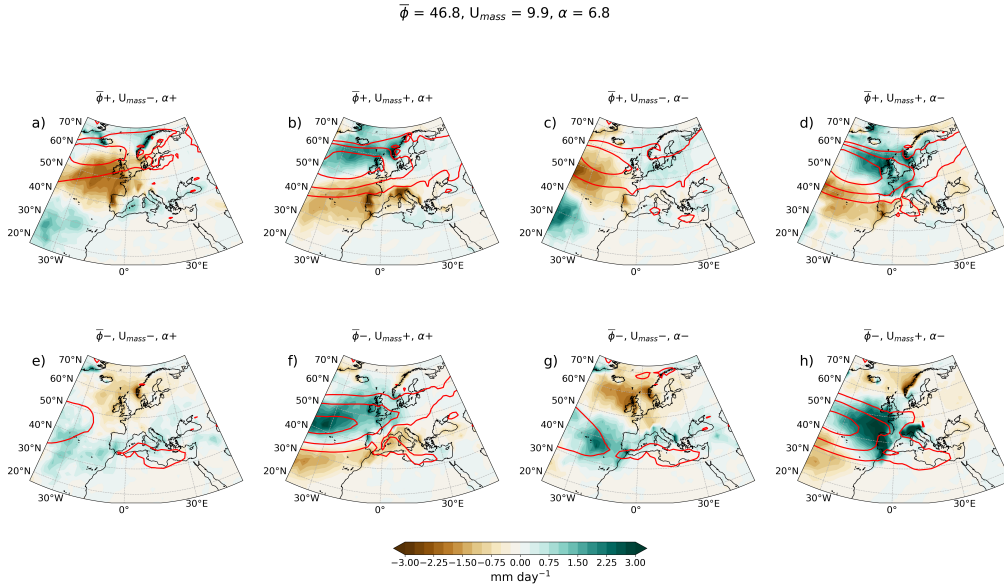 ϕ̅ = 46.8, U_mass = 9.9, α = 6.8
ϕ̅+, U_mass−, α+
ϕ̅+, U_mass+, α+
ϕ̅+, U_mass−, α−
ϕ̅+, U_mass+, α−
a) 70°N 60°N 50°N 40°N 30°N 20°N 30°W 0° 30°E
b) 70°N 60°N 50°N 40°N 30°N 20°N 30°W 0° 30°E
c) 70°N 60°N 50°N 40°N 30°N 20°N 30°W 0° 30°E
d) 70°N 60°N 50°N 40°N 30°N 20°N 30°W 0° 30°E
ϕ̅−, U_mass−, α+
ϕ̅−, U_mass+, α+
ϕ̅−, U_mass−, α−
ϕ̅−, U_mass+, α−
e) 70°N 60°N 50°N 40°N 30°N 20°N 30°W 0° 30°E
f) 70°N 60°N 50°N 40°N 30°N 20°N 30°W 0° 30°E
g) 70°N 60°N 50°N 40°N 30°N 20°N 30°W 0° 30°E
h) 70°N 60°N 50°N 40°N 30°N 20°N 30°W 0° 30°E
−3.00 −2.25 −1.50 −0.75 0.00 0.75 1.50 2.25 3.00
mm day⁻¹